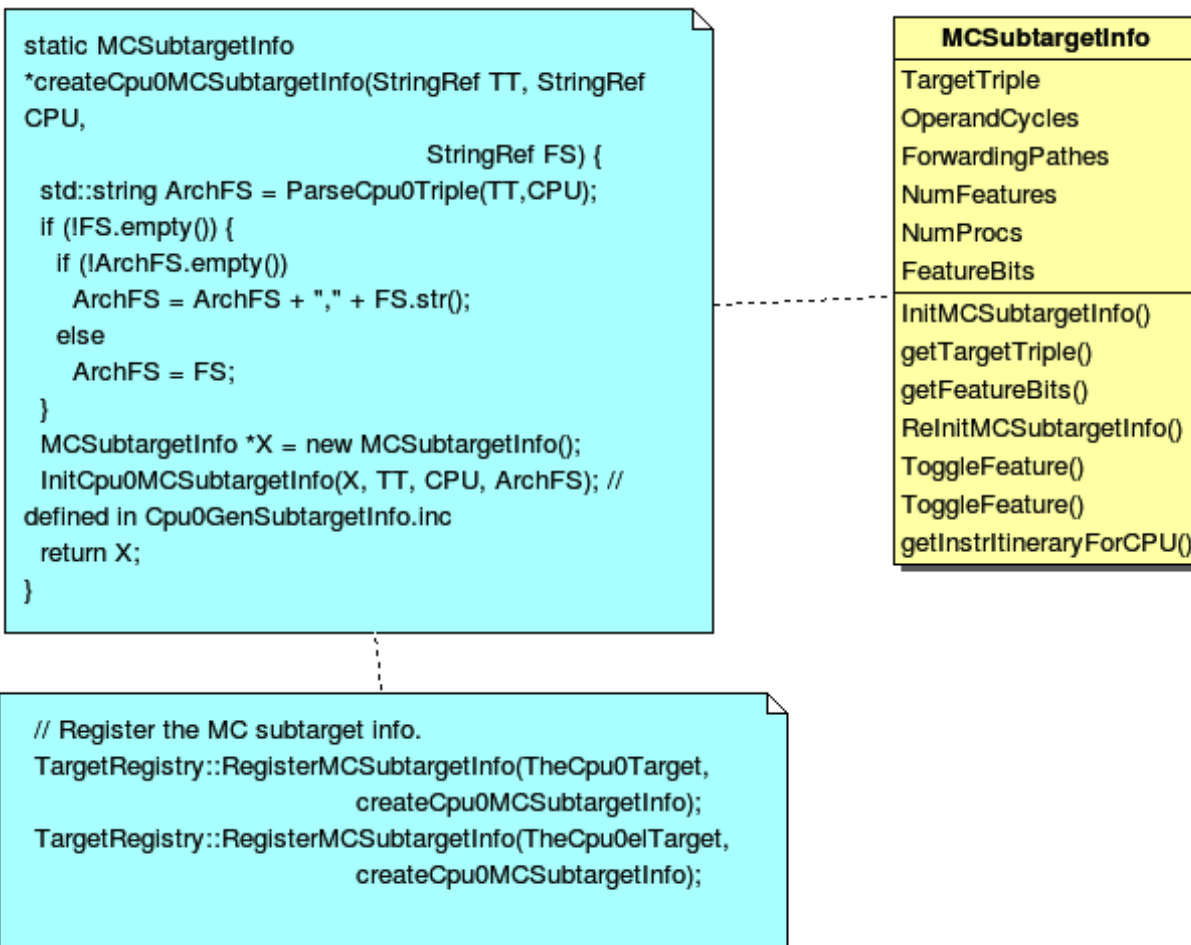 static MCSubtargetInfo
*createCpu0MCSubtargetInfo(StringRef TT, StringRef
CPU,
StringRef FS) {
std::string ArchFS = ParseCpu0Triple(TT,CPU);
if (!FS.empty()) {
if (!ArchFS.empty())
ArchFS = ArchFS + "," + FS.str();
else
ArchFS = FS;
}
MCSubtargetInfo *X = new MCSubtargetInfo();
InitCpu0MCSubtargetInfo(X, TT, CPU, ArchFS); //
defined in Cpu0GenSubtargetInfo.inc
return X;
}
MCSubtargetInfo
TargetTriple
OperandCycles
ForwardingPathes
NumFeatures
NumProcs
FeatureBits
InitMCSubtargetInfo()
getTargetTriple()
getFeatureBits()
ReInitMCSubtargetInfo()
ToggleFeature()
ToggleFeature()
getInstrItineraryForCPU()
// Register the MC subtarget info.
TargetRegistry::RegisterMCSubtargetInfo(TheCpu0Target,
createCpu0MCSubtargetInfo);
TargetRegistry::RegisterMCSubtargetInfo(TheCpu0elTarget,
createCpu0MCSubtargetInfo);